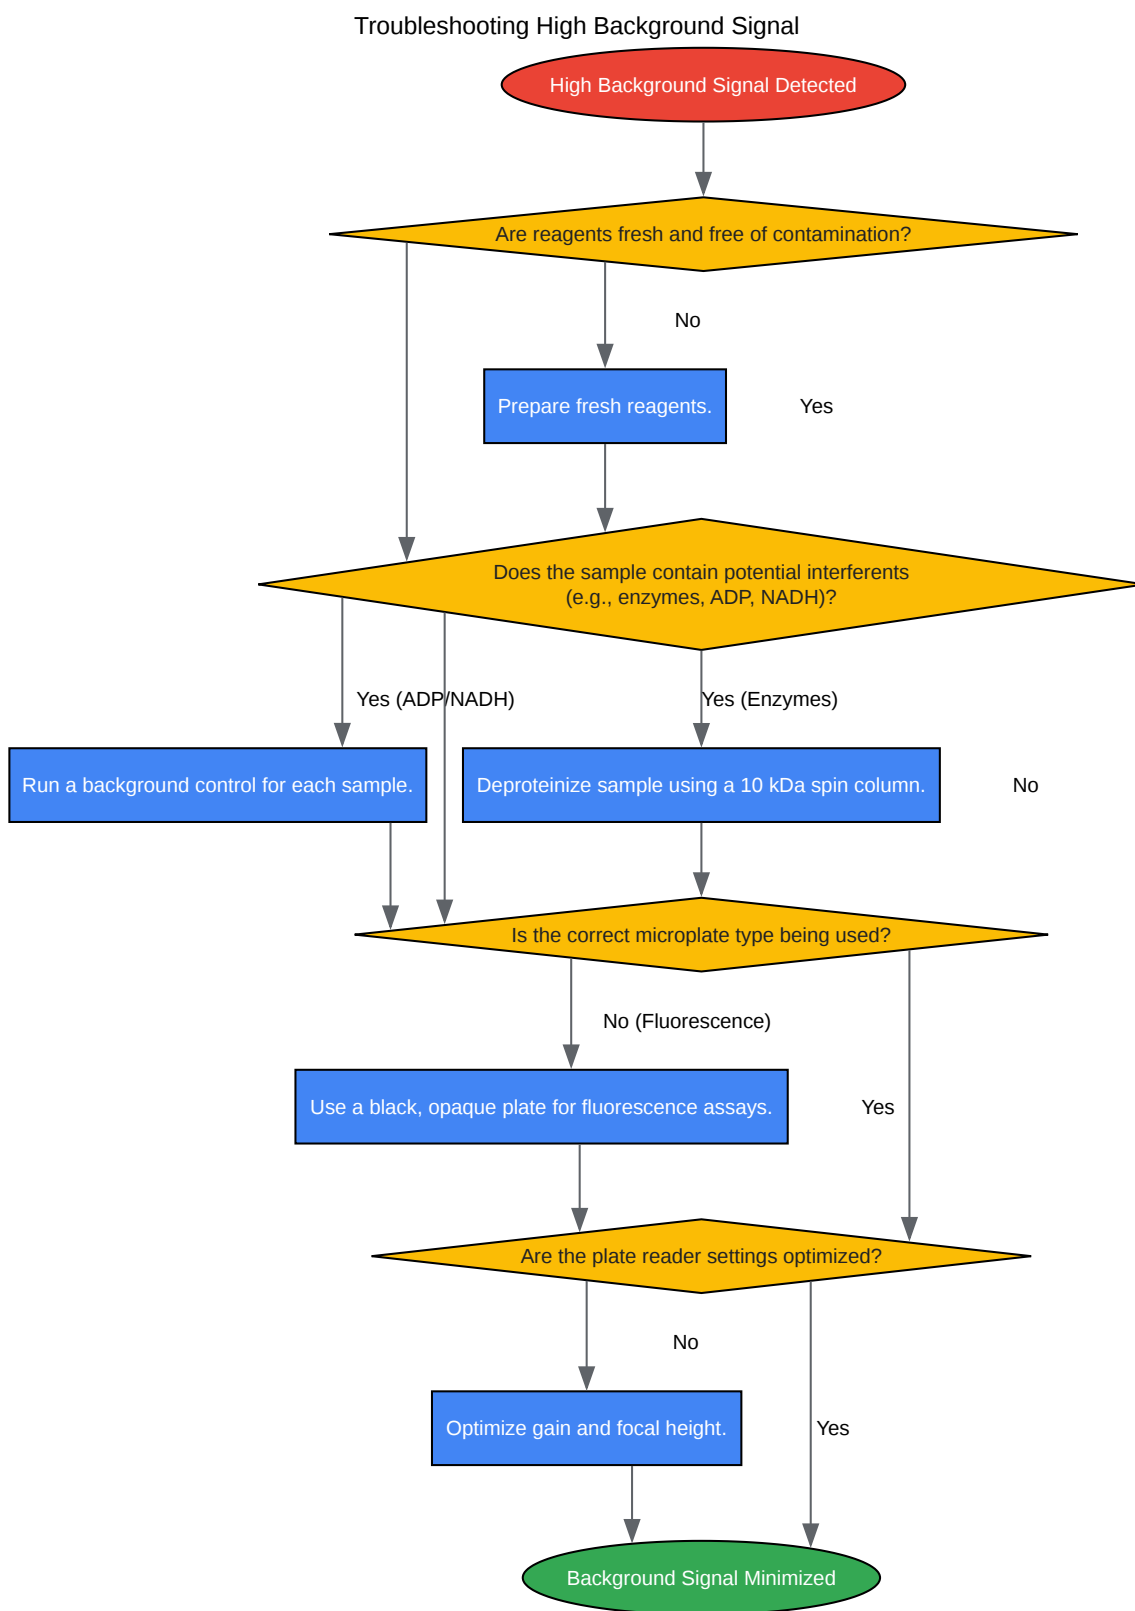 Troubleshooting High Background Signal
High Background Signal Detected
Are reagents fresh and free of contamination?
No
Prepare fresh reagents.
Yes
Does the sample contain potential interferents
(e.g., enzymes, ADP, NADH)?
Yes (ADP/NADH)
Yes (Enzymes)
Run a background control for each sample.
Deproteinize sample using a 10 kDa spin column.
No
Is the correct microplate type being used?
No (Fluorescence)
Use a black, opaque plate for fluorescence assays.
Yes
Are the plate reader settings optimized?
No
Optimize gain and focal height.
Yes
Background Signal Minimized